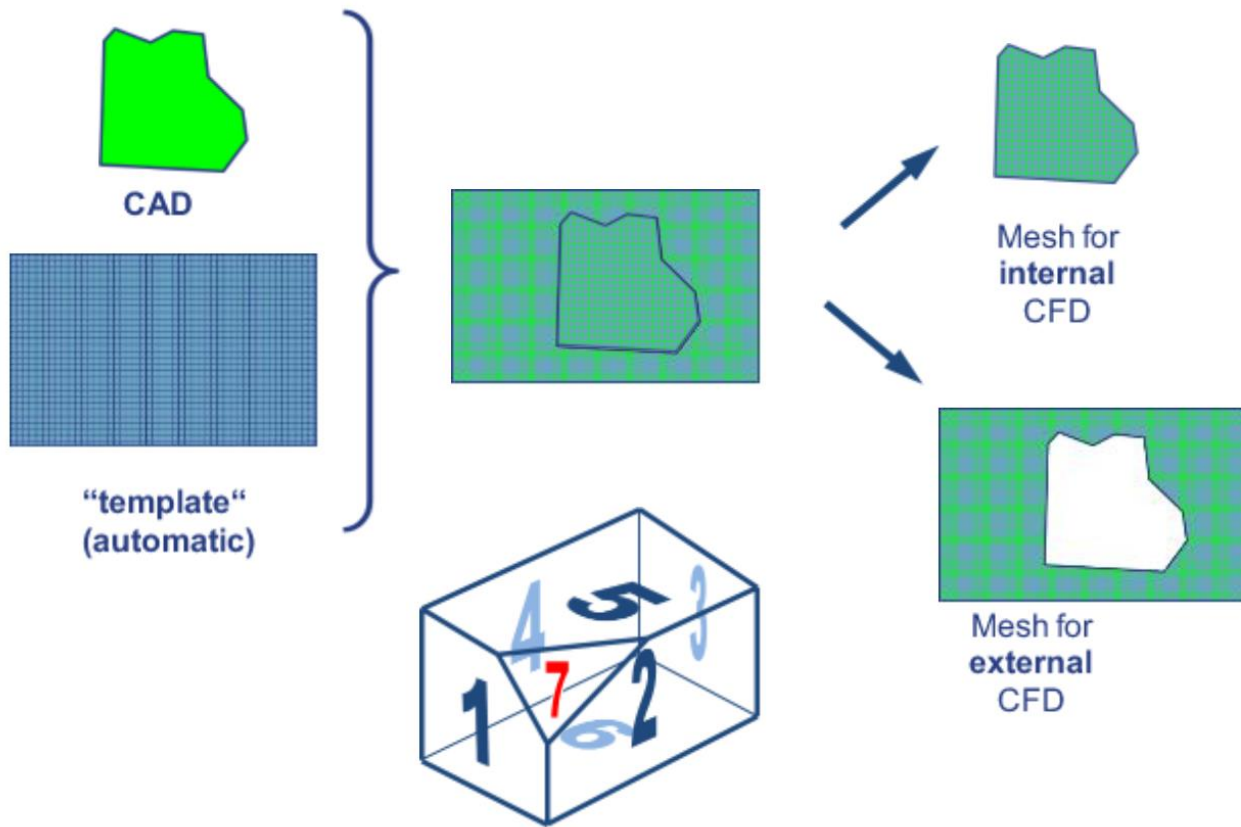 CAD
“template“
(automatic)
Mesh for
internal
CFD
Mesh for
external
CFD
4
5
3
1
7
2
6